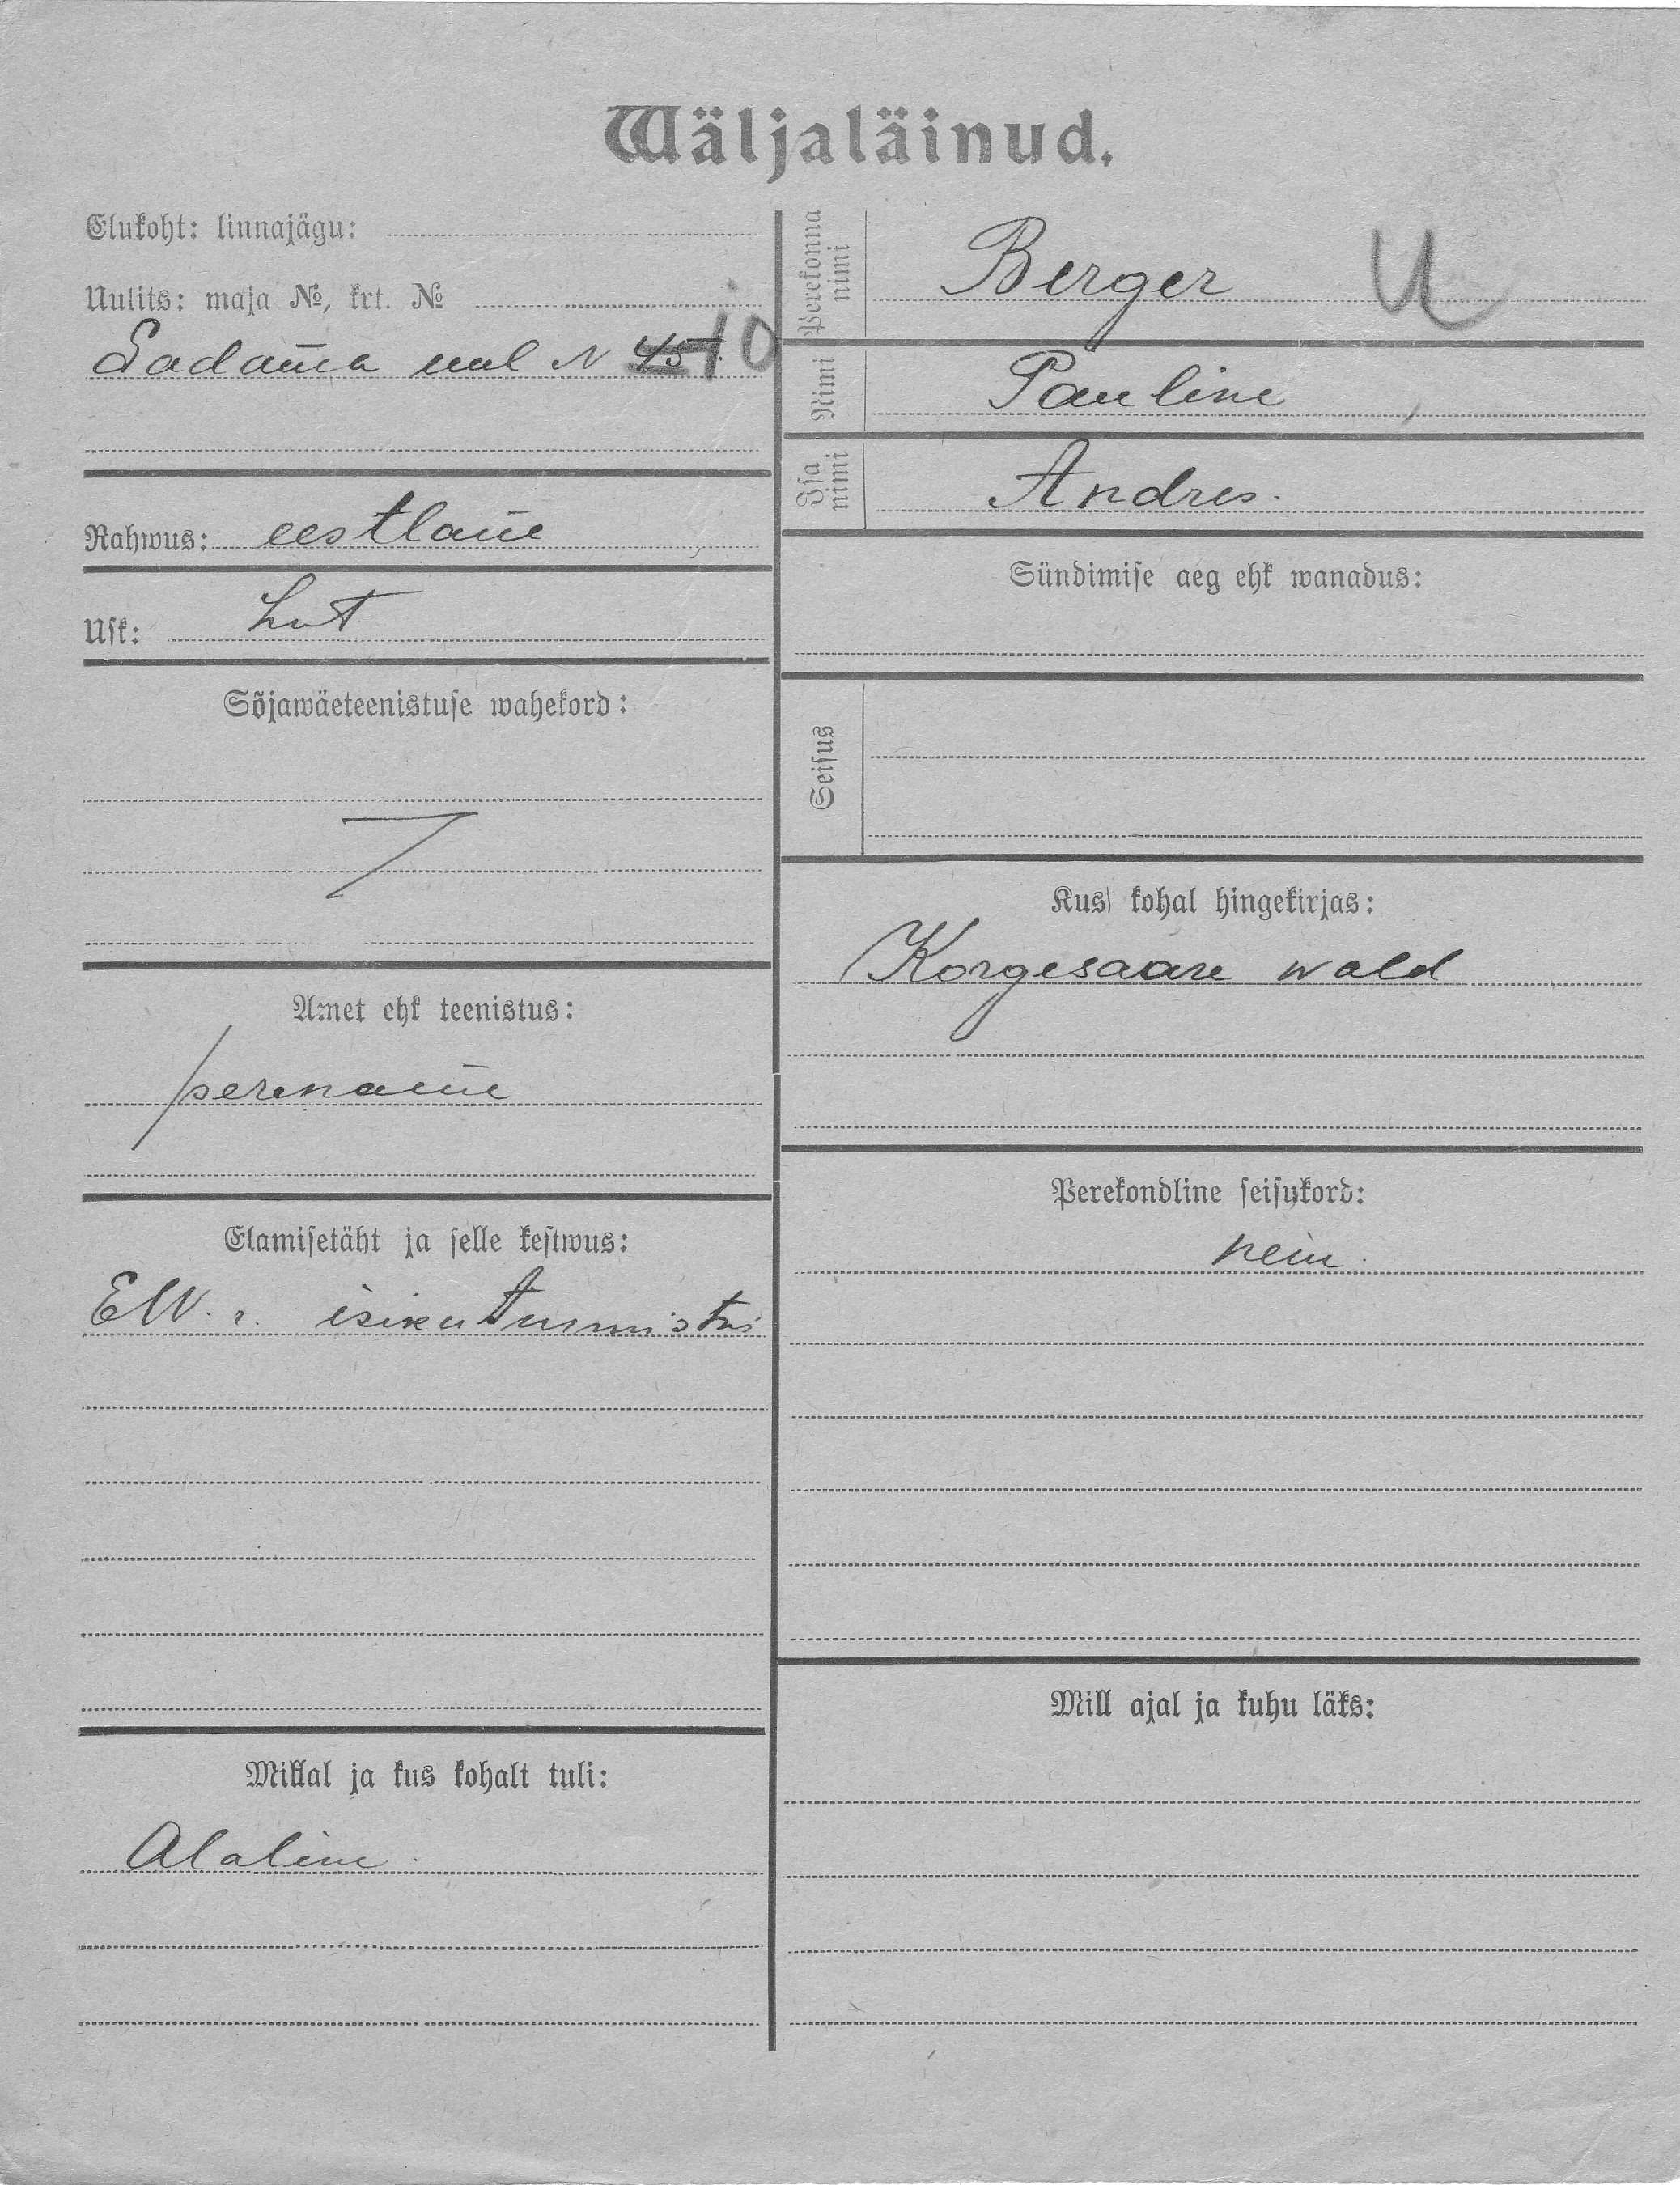 Wäljaläinud.
Elukoht: linnajägu:
Uulits: maja №, krt. №
Sadama uul N 45 10
Rahwus: eestlane
Usk: Lut
Sõjawäeteenistuse wahekord:
Amet ehk teenistus:
perenaine
Elamisetäht ja selle kestwus:
EW. r. isikutunnistus
Millal ja kus kohalt tuli:
Alaline.
Perekonna nimi
Berger U
Nimi
Pauline
Isa nimi
Andres.
Sündimise aeg ehk wanadus:
Seisus
Kus kohal hingekirjas:
Korgesaare wald
Perekondline seisukord:
nein.
Mill ajal ja kuhu läks: